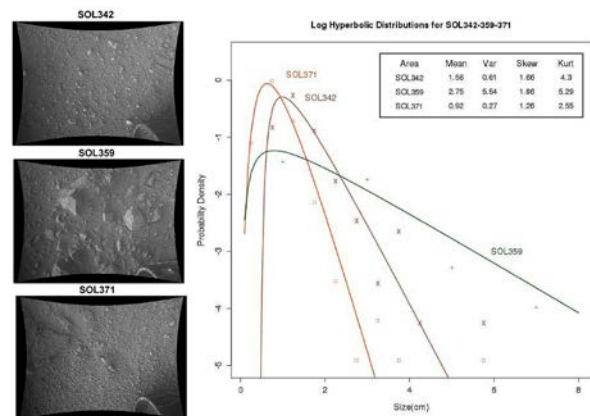 SOL342
SOL359
SOL371
Log Hyperbolic Distributions for SOL342-359-371
Area Mean Var Skew Kurt
SOL342 1.56 0.61 1.66 4.3
SOL359 2.75 5.54 1.86 5.29
SOL371 0.92 0.27 1.26 2.55
SOL371
SOL342
SOL359
Probability Density
0
-1
-2
-3
-4
-5
0 2 4 6 8
Size(cm)